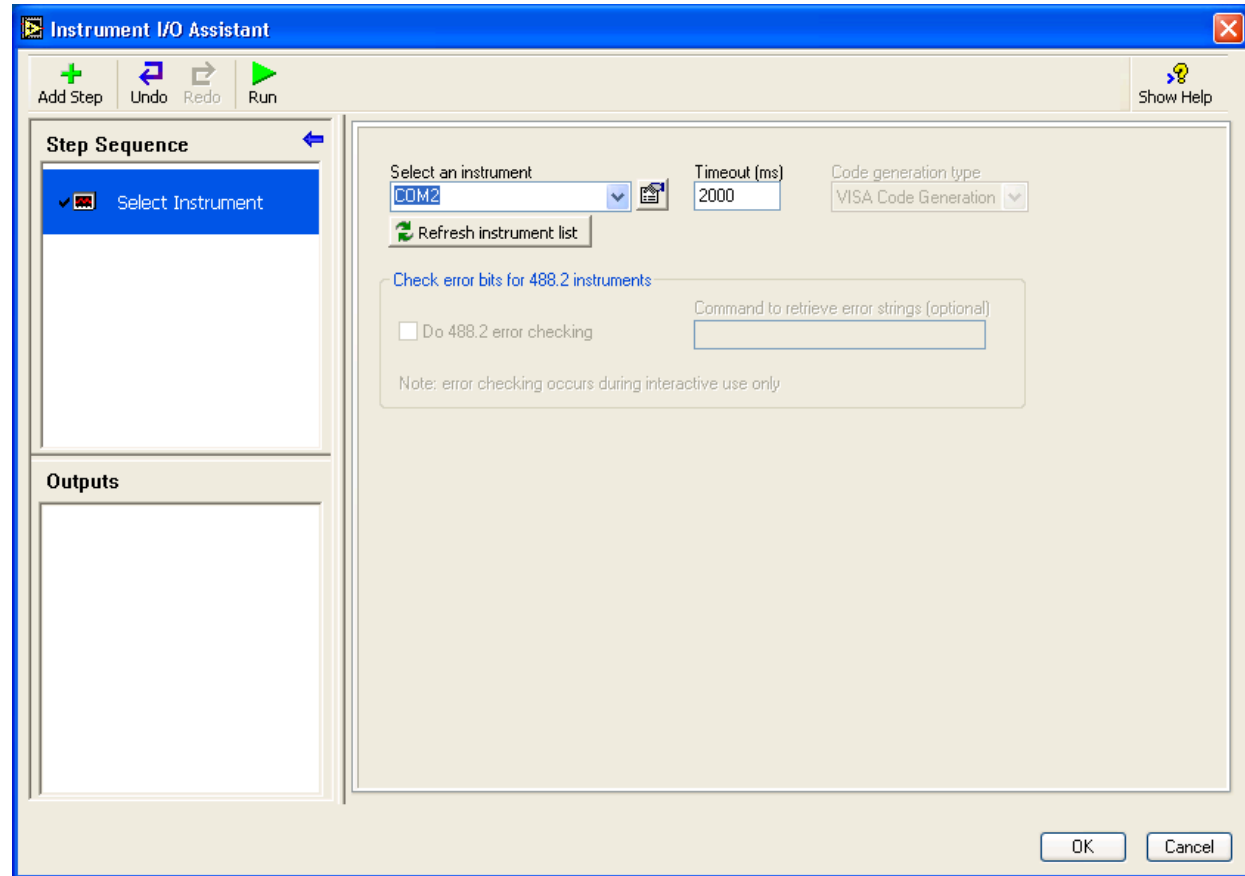 Instrument I/O Assistant
Add Step Undo Redo Run Show Help
Step Sequence
Select Instrument
Select an instrument Timeout (ms) Code generation type
COM2 2000 VISA Code Generation
Refresh instrument list
Check error bits for 488.2 instruments
Command to retrieve error strings (optional)
Do 488.2 error checking
Note: error checking occurs during interactive use only
Outputs
OK Cancel